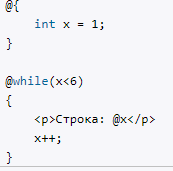 @{
    int x = 1;
}

@while(x<6)
{
    <p>Строка: @x</p>
    x++;
}